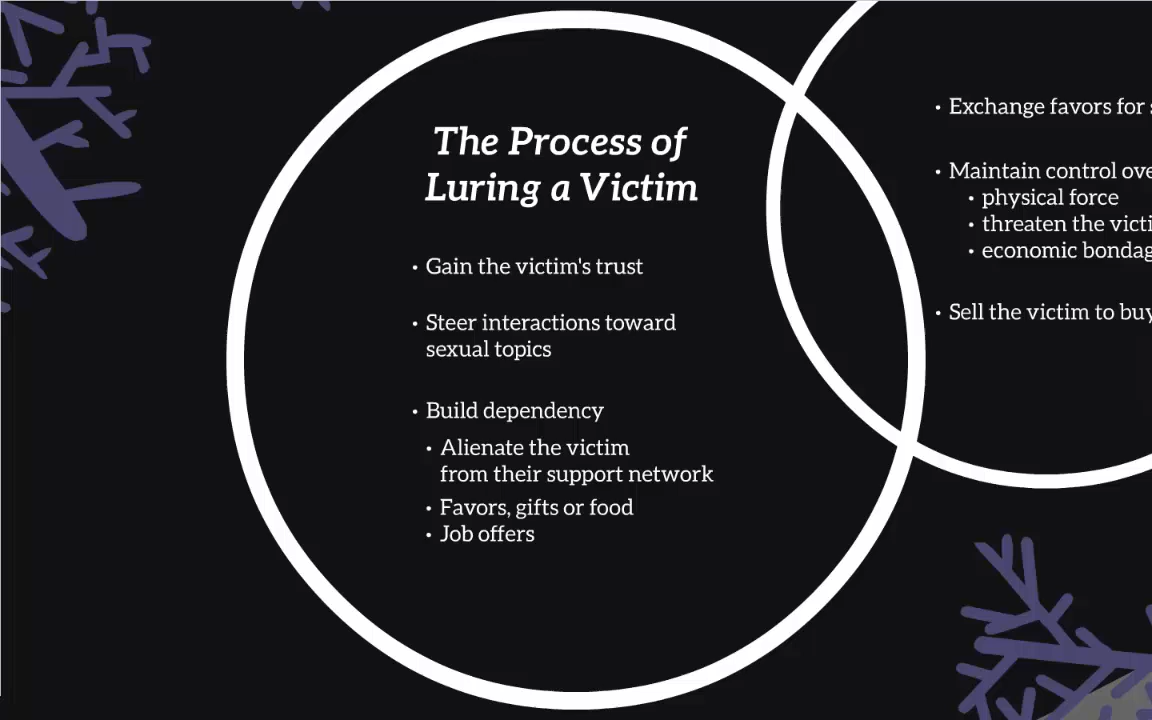 The Process of
Luring a Victim
• Gain the victim's trust
• Steer interactions toward
sexual topics
• Build dependency
• Alienate the victim
from their support network
• Favors, gifts or food
• Job offers
• Exchange favors for
• Maintain control
• physical force
• threaten the
• economic
• Sell the victim to